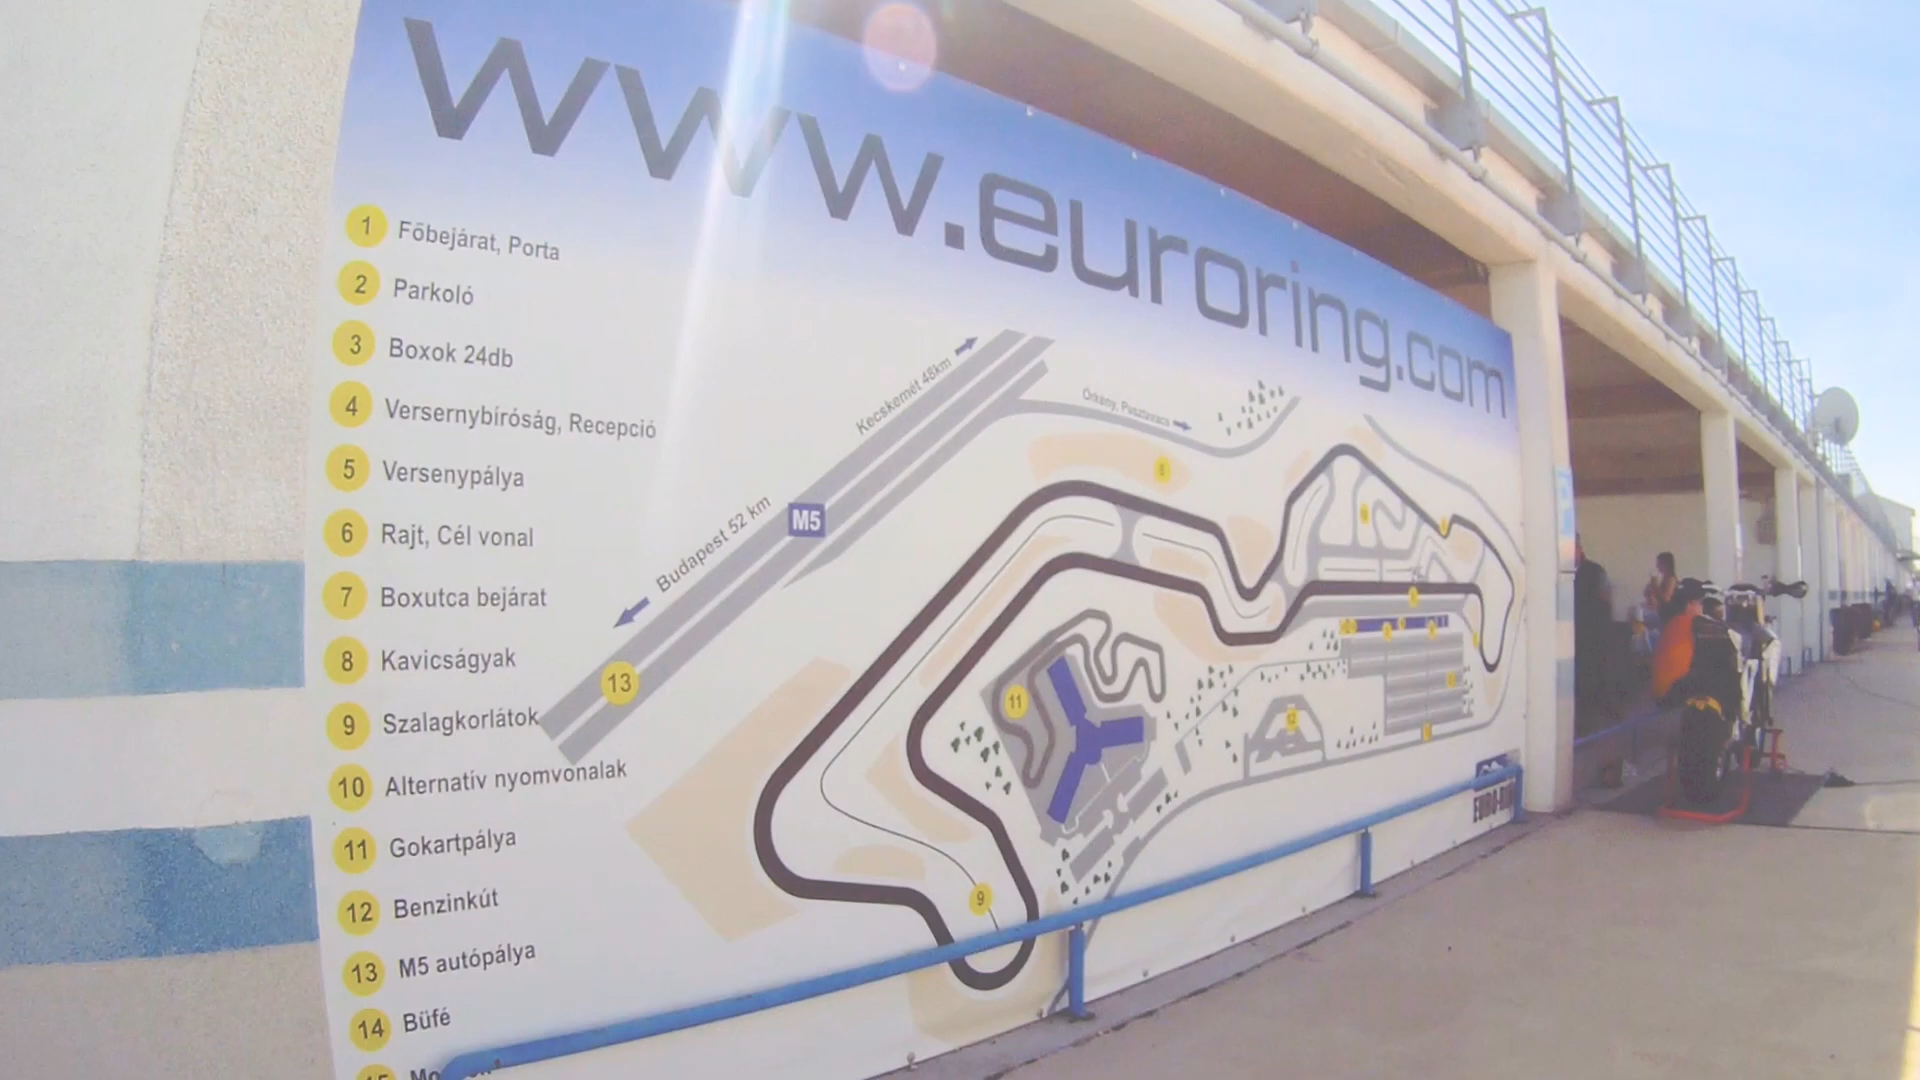 www.euroring.com
1 Főbejárat, Porta
2 Parkoló
3 Boxok 24db
4 Versernybíróság, Recepció
5 Versenypálya
6 Rajt, Cél vonal
7 Boxutca bejárat
8 Kavicságyak
9 Szalagkorlátok
10 Alternatív nyomvonalak
11 Gokartpálya
12 Benzinkút
13 M5 autópálya
14 Büfé
15
Kecskemét 48km
Örkény, Pusztavacs
Budapest 52 km
M5
13
8
11
12
9